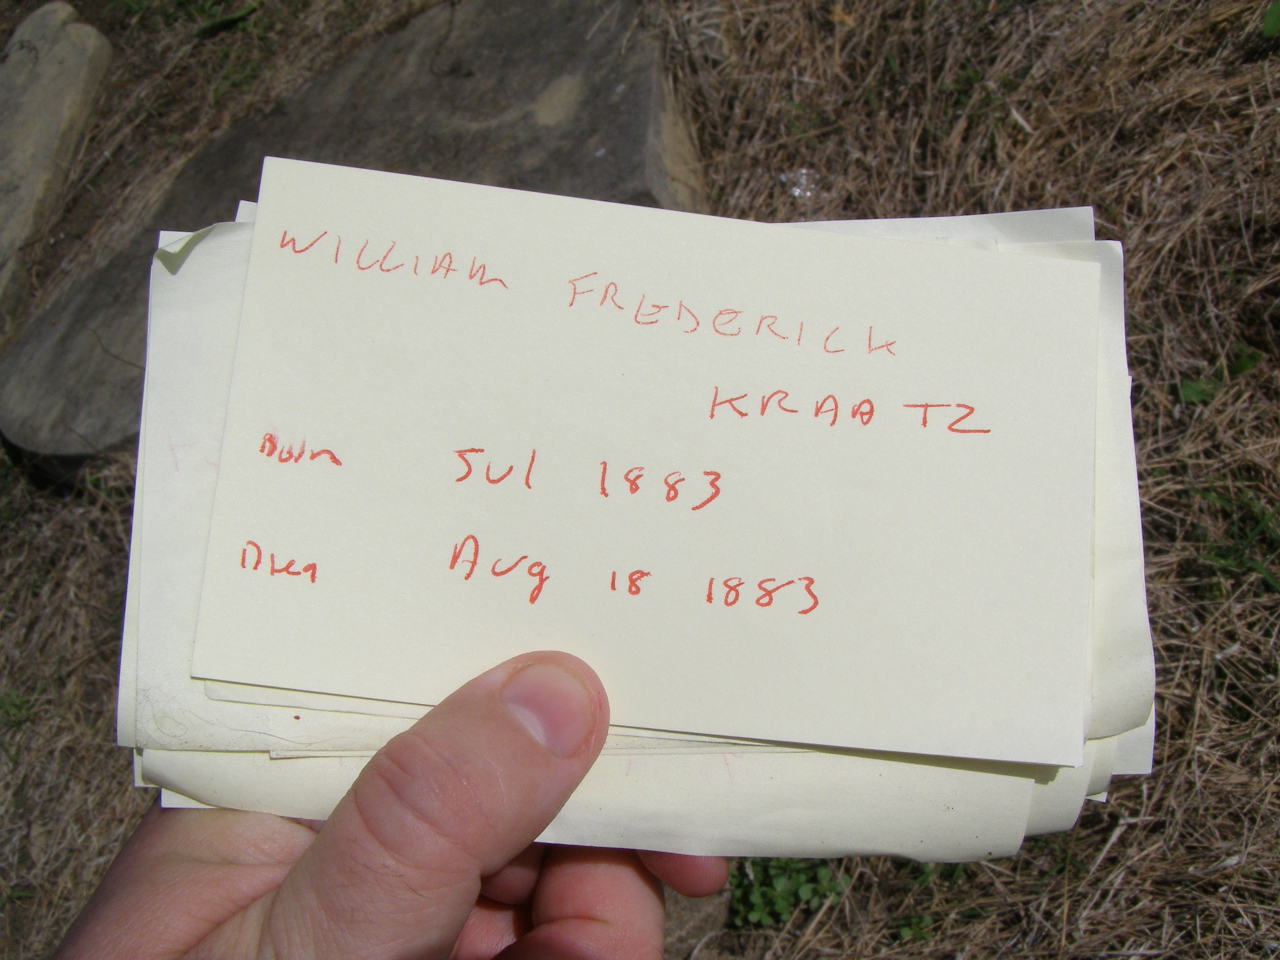 WILLIAM FREDERICK
KRAATZ
Born Jul 1883
Died Aug 18 1883